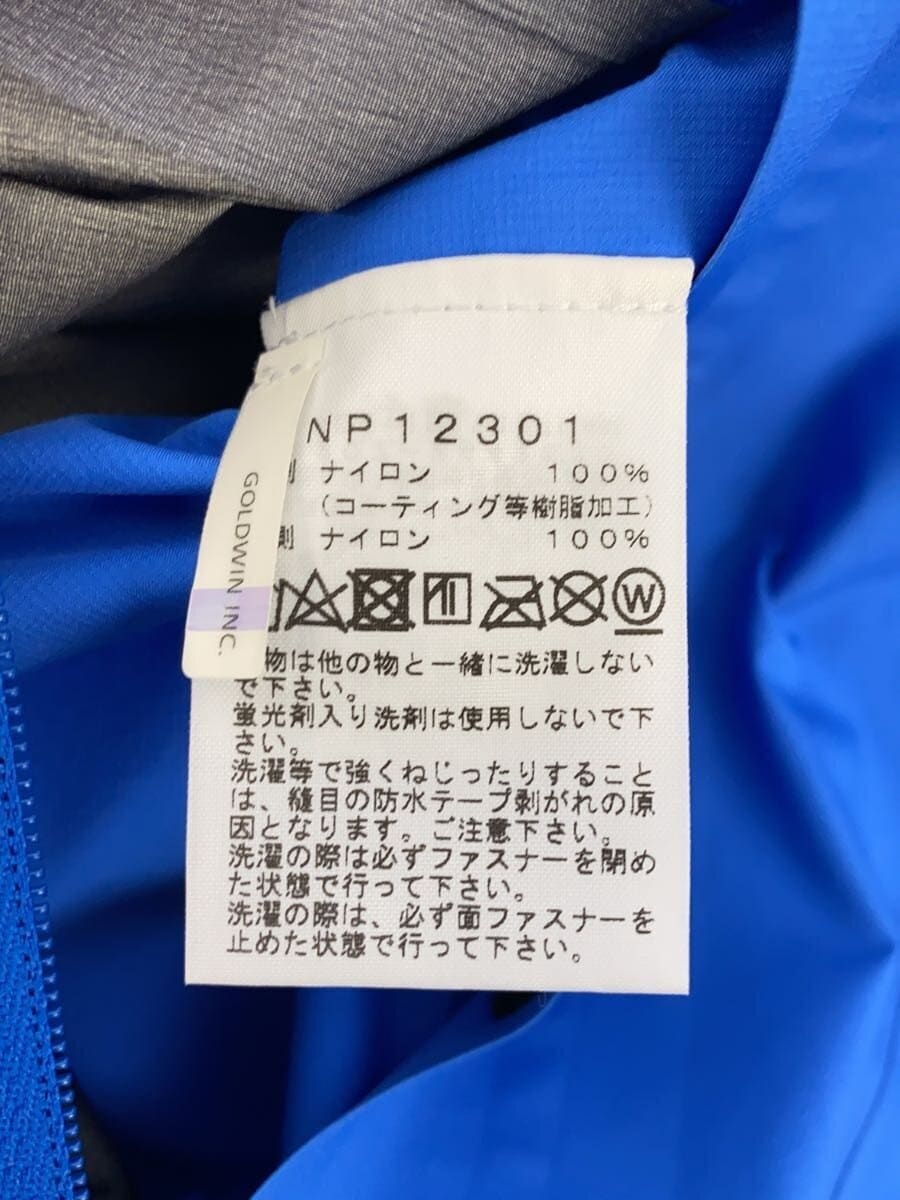 NP12301
ナイロン 100%
(コーティング等樹脂加工)
側 ナイロン 100%
W
物は他の物と一緒に洗濯しない
で下さい。
蛍光剤入り洗剤は使用しないで下
さい。
洗濯等で強くねじったりすること
は、縫目の防水テープ剥がれの原
因となります。ご注意下さい。
洗濯の際は必ずファスナーを閉め
た状態で行って下さい。
洗濯の際は、必ず面ファスナーを
止めた状態で行って下さい。
GOLDWIN INC.